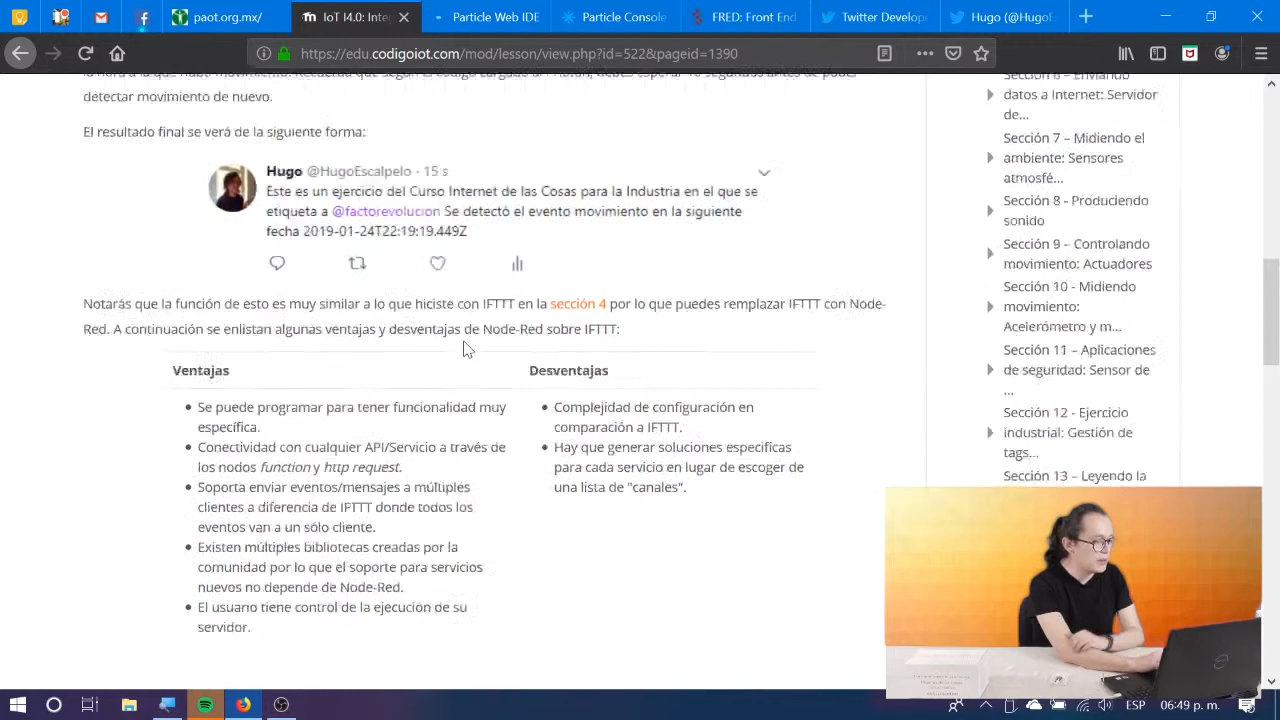 paot.org.mx/
IoT I4.0: Inte
Particle Web IDE
Particle Console
FRED: Front End
Twitter Develop
Hugo (@HugoE
https://edu.codigoiot.com/mod/lesson/view.php?id=522&pageid=1390
detectar movimiento de nuevo.
El resultado final se verá de la siguiente forma:
Hugo @HugoEscalpelo · 15 s
Este es un ejercicio del Curso Internet de las Cosas para la Industria en el que se
etiqueta a @factorevolucion Se detectó el evento movimiento en la siguiente
fecha 2019-01-24T22:19:19.449Z
Notarás que la función de esto es muy similar a lo que hiciste con IFTTT en la sección 4 por lo que puedes remplazar IFTTT con Node-
Red. A continuación se enlistan algunas ventajas y desventajas de Node-Red sobre IFTTT:
Ventajas
Se puede programar para tener funcionalidad muy
específica.
Conectividad con cualquier API/Servicio a través de
los nodos function y http request.
Soporta enviar eventos/mensajes a múltiples
clientes a diferencia de IFTTT donde todos los
eventos van a un sólo cliente.
Existen múltiples bibliotecas creadas por la
comunidad por lo que el soporte para servicios
nuevos no depende de Node-Red.
El usuario tiene control de la ejecución de su
servidor.
Desventajas
Complejidad de configuración en
comparación a IFTTT.
Hay que generar soluciones especificas
para cada servicio en lugar de escoger de
una lista de "canales".
Sección 6 – Enviando
datos a Internet: Servidor
de...
Sección 7 – Midiendo el
ambiente: Sensores
atmosfé...
Sección 8 - Produciendo
sonido
Sección 9 – Controlando
movimiento: Actuadores
Sección 10 - Midiendo
movimiento:
Acelerómetro y m...
Sección 11 – Aplicaciones
de seguridad: Sensor de
...
Sección 12 - Ejercicio
industrial: Gestión de
tags...
Sección 13 – Leyendo la
ESP
06:49 p. m.